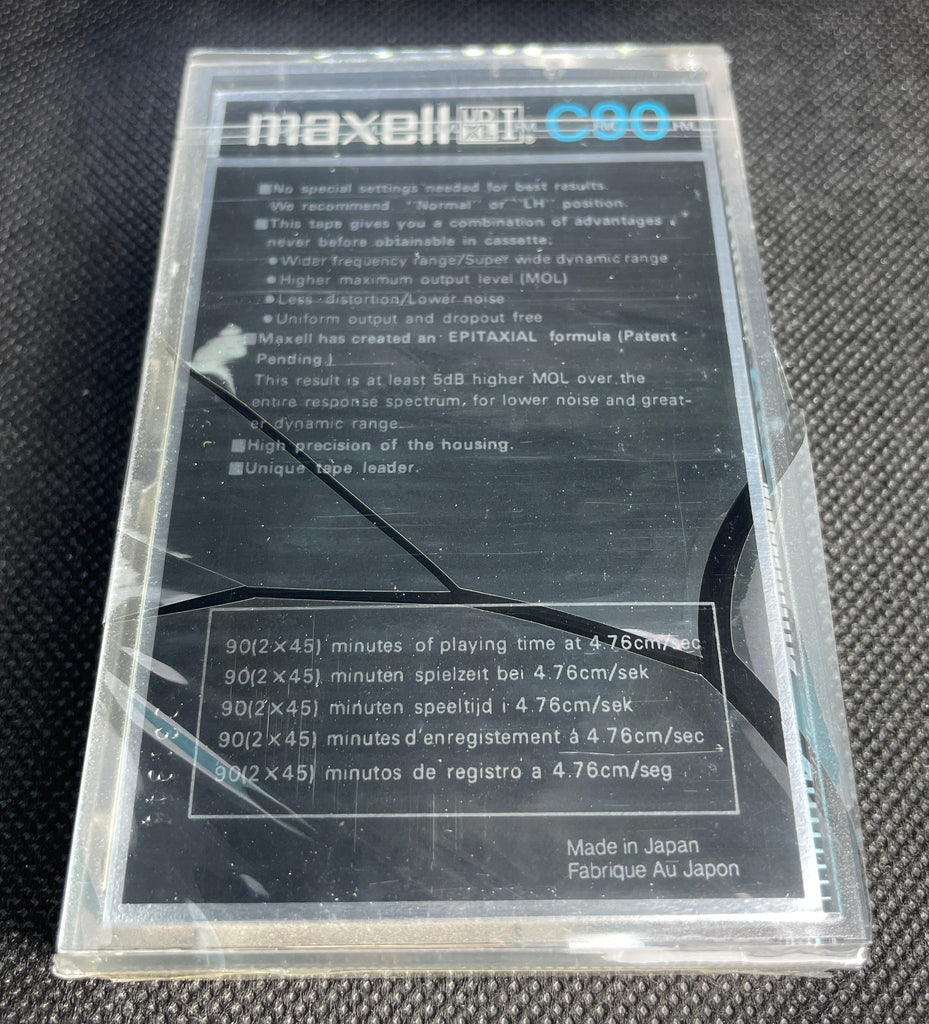 maxell UD XL I C90
■No special settings needed for best results.
We recommend "Normal" or "LH" position.
■This tape gives you a combination of advantages
never before obtainable in cassette:
●Wider frequency range/Super wide dynamic range
●Higher maximum output level (MOL)
●Less distortion/Lower noise
●Uniform output and dropout free
■Maxell has created an EPITAXIAL formula (Patent
Pending.)
This result is at least 5dB higher MOL over the
entire response spectrum, for lower noise and great-
er dynamic range.
■High precision of the housing.
■Unique tape leader.
90(2×45) minutes of playing time at 4.76cm/sec
90(2×45) minuten spielzeit bei 4.76cm/sek
90(2×45) minuten speeltijd i 4.76cm/sek
90(2×45) minutes d'enregistement á 4.76cm/sec
90(2×45) minutos de registro a 4.76cm/seg
Made in Japan
Fabrique Au Japon